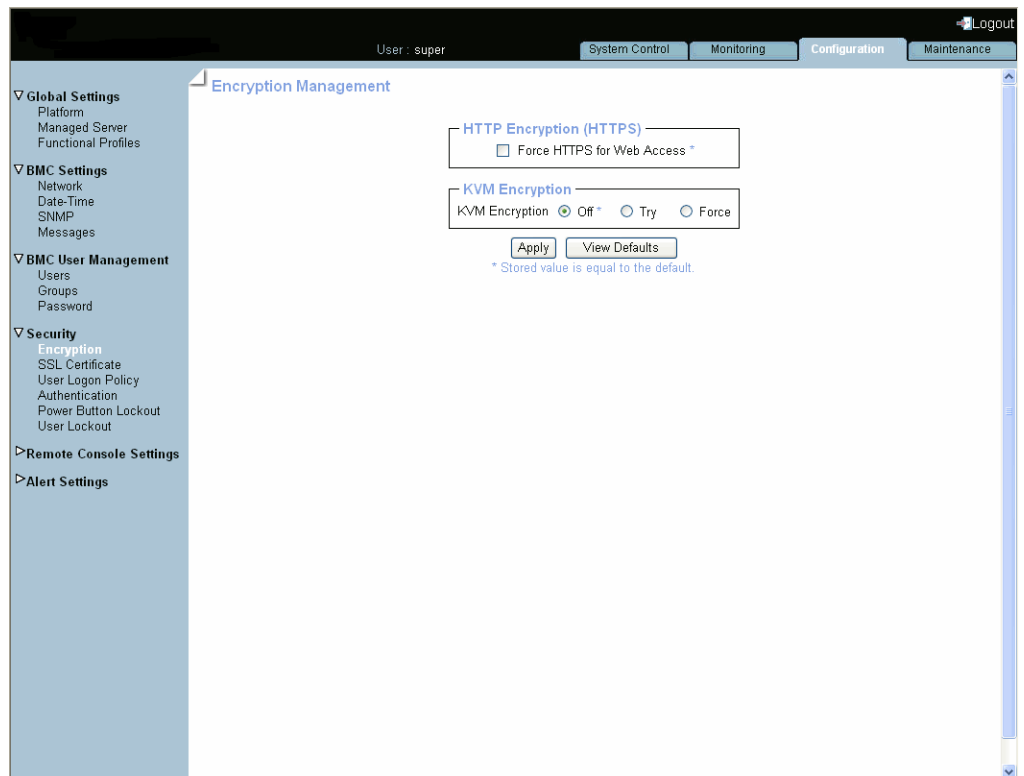 Logout
User : super
System Control
Monitoring
Configuration
Maintenance
Global Settings
Platform
Managed Server
Functional Profiles
BMC Settings
Network
Date-Time
SNMP
Messages
BMC User Management
Users
Groups
Password
Security
Encryption
SSL Certificate
User Logon Policy
Authentication
Power Button Lockout
User Lockout
Remote Console Settings
Alert Settings
Encryption Management
HTTP Encryption (HTTPS)
Force HTTPS for Web Access *
KVM Encryption
KVM Encryption Off * Try Force
Apply View Defaults
* Stored value is equal to the default.